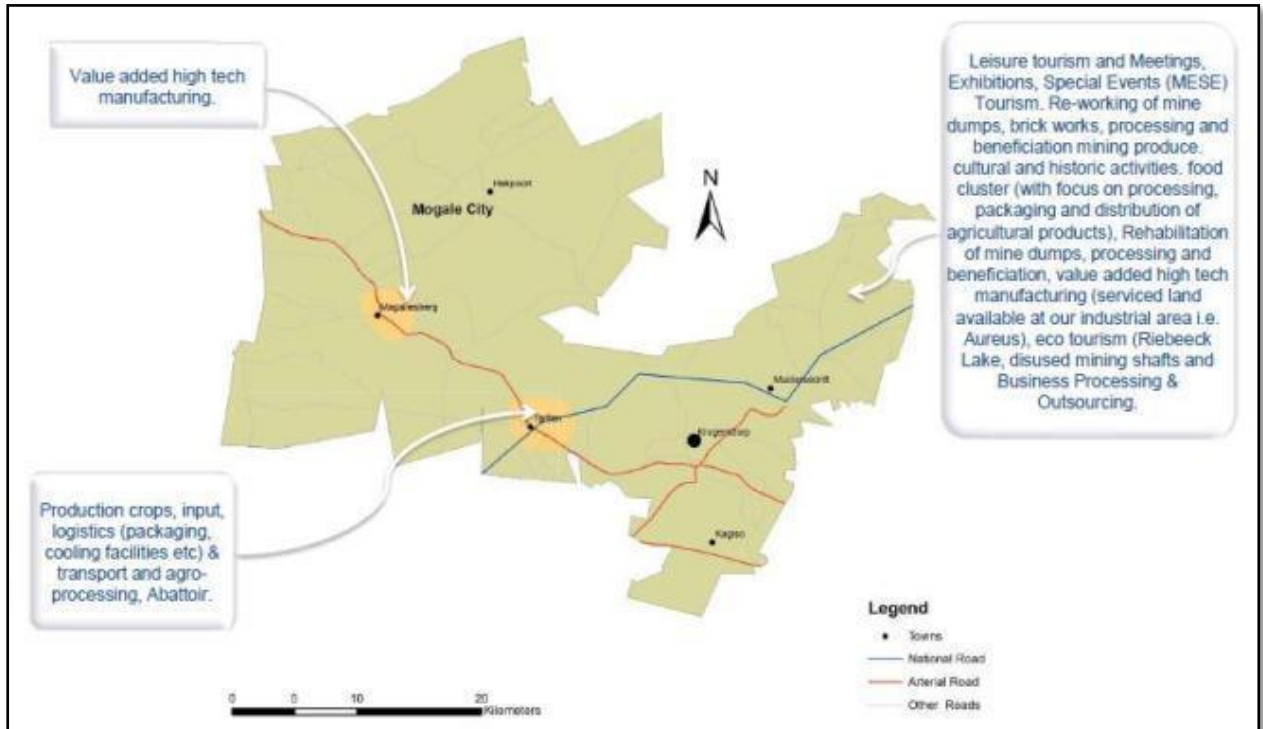 Value added high tech
manufacturing.
Leisure tourism and Meetings,
Exhibitions, Special Events (MESE)
Tourism. Re-working of mine
dumps, brick works, processing and
beneficiation mining produce.
cultural and historic activities. food
cluster (with focus on processing,
packaging and distribution of
agricultural products), Rehabilitation
of mine dumps, processing and
beneficiation, value added high tech
manufacturing (serviced land
available at our industrial area i.e.
Aureus), eco tourism (Riebeeck
Lake, disused mining shafts and
Business Processing &
Outsourcing.
Hekpoort
Mogale City
N
Magaliesberg
Tarlton
Muldersdrift
Krugersdorp
Kagiso
Production crops, input,
logistics (packaging,
cooling facilities etc) &
transport and agro-
processing, Abattoir.
Legend
Towns
National Road
Arterial Road
Other Roads
0 10 20
Kilometers